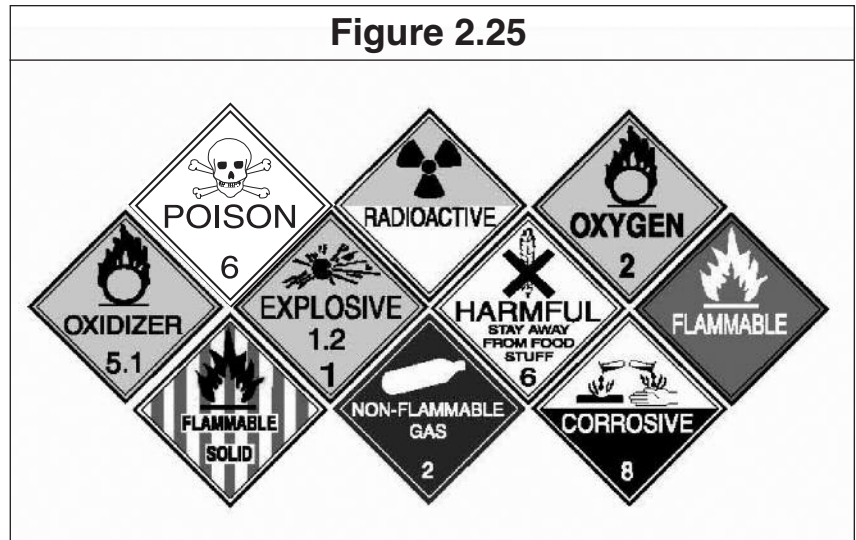 Figure 2.25
POISON
6
RADIOACTIVE
OXYGEN
2
OXIDIZER
5.1
EXPLOSIVE
1.2
1
HARMFUL
STAY AWAY
FROM FOOD
STUFF
6
FLAMMABLE
FLAMMABLE
SOLID
NON-FLAMMABLE
GAS
2
CORROSIVE
8